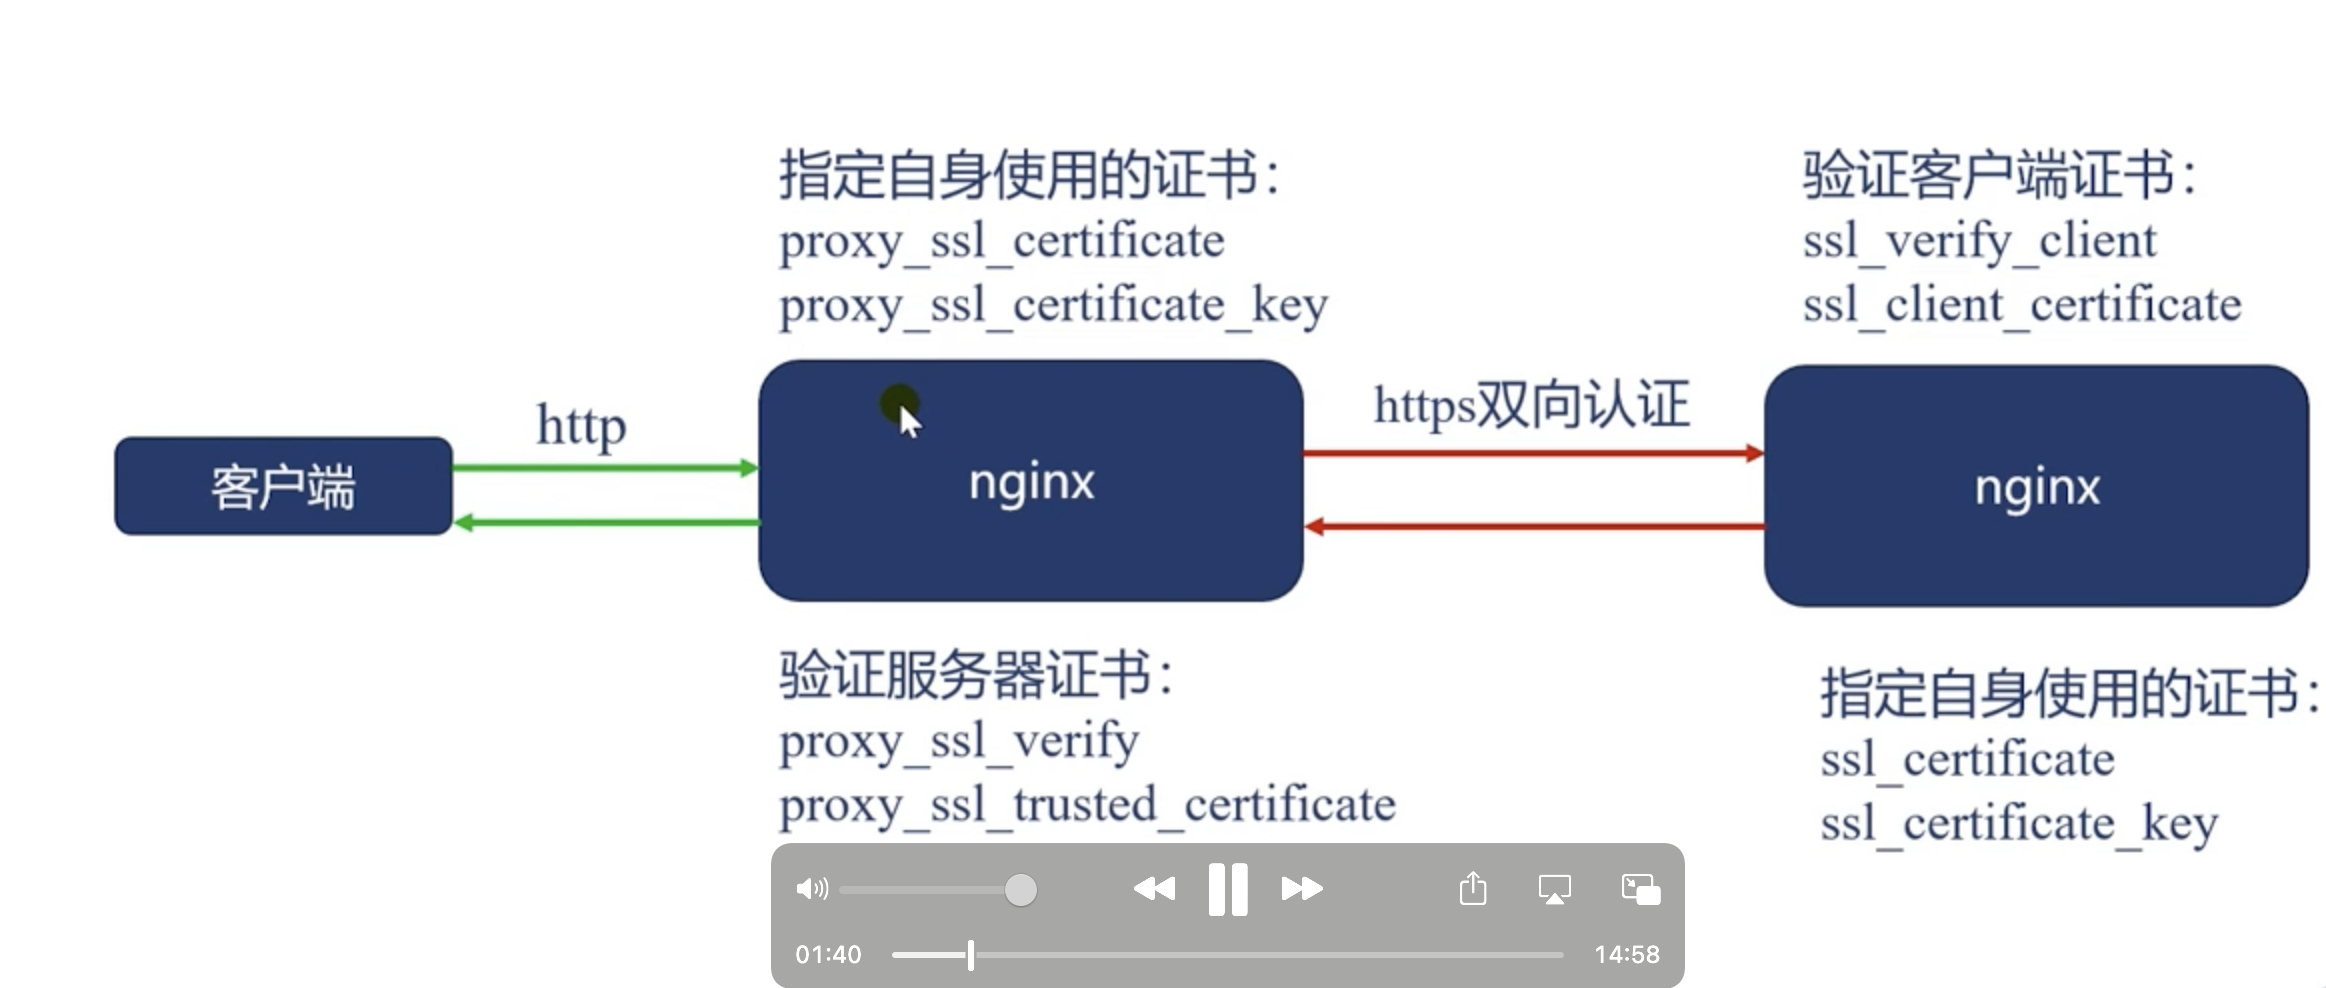 指定自身使用的证书：
proxy_ssl_certificate
proxy_ssl_certificate_key
验证客户端证书：
ssl_verify_client
ssl_client_certificate
客户端
http
nginx
https双向认证
nginx
验证服务器证书：
proxy_ssl_verify
proxy_ssl_trusted_certificate
指定自身使用的证书：
ssl_certificate
ssl_certificate_key
01:40
14:58